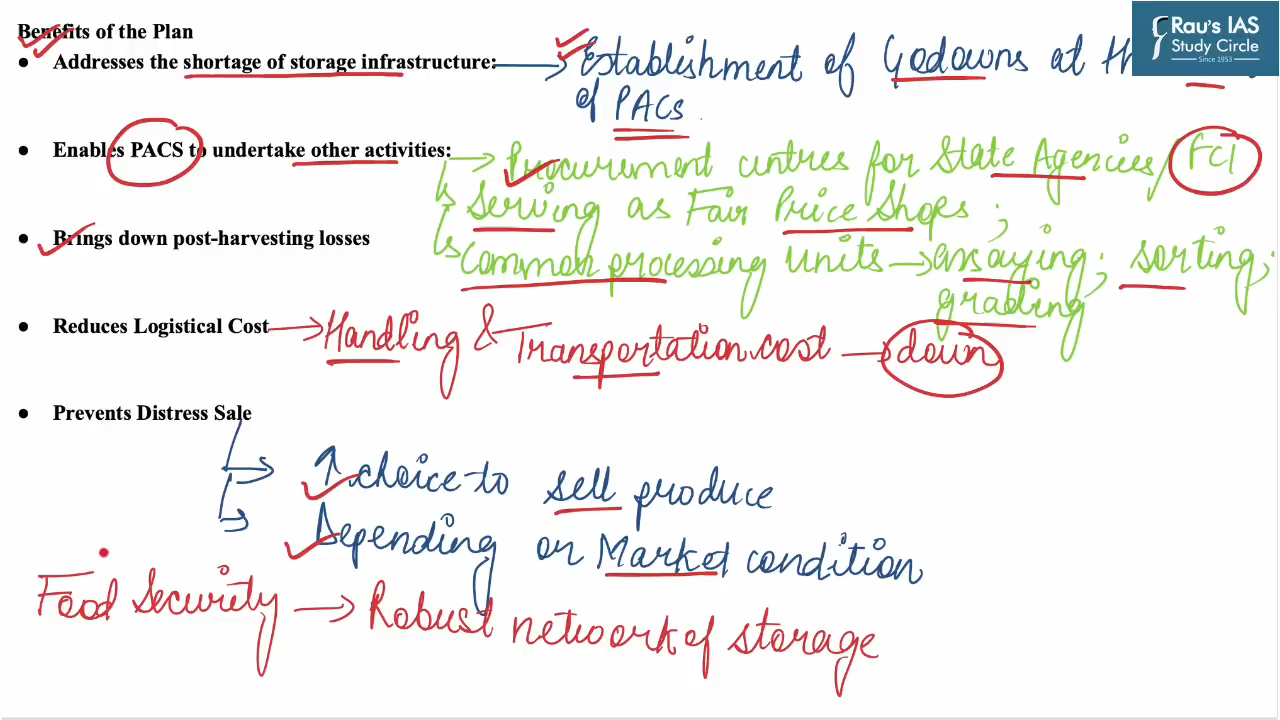 Benefits of the Plan
Rau's IAS
Study Circle
Since 1953
• Addresses the shortage of storage infrastructure: → Establishment of Godowns at
of PACs
• Enables PACS to undertake other activities: → Procurement centres for State Agencies/FCI
→ Serving as Fair Price Shops ;
• Brings down post-harvesting losses
→ Common processing units → assaying; sorting;
grading
• Reduces Logistical Cost → Handling & Transportation cost → down
• Prevents Distress Sale
→ ↑ choice to sell produce
→ Depending on Market condition
Food Security → Robust network of storage